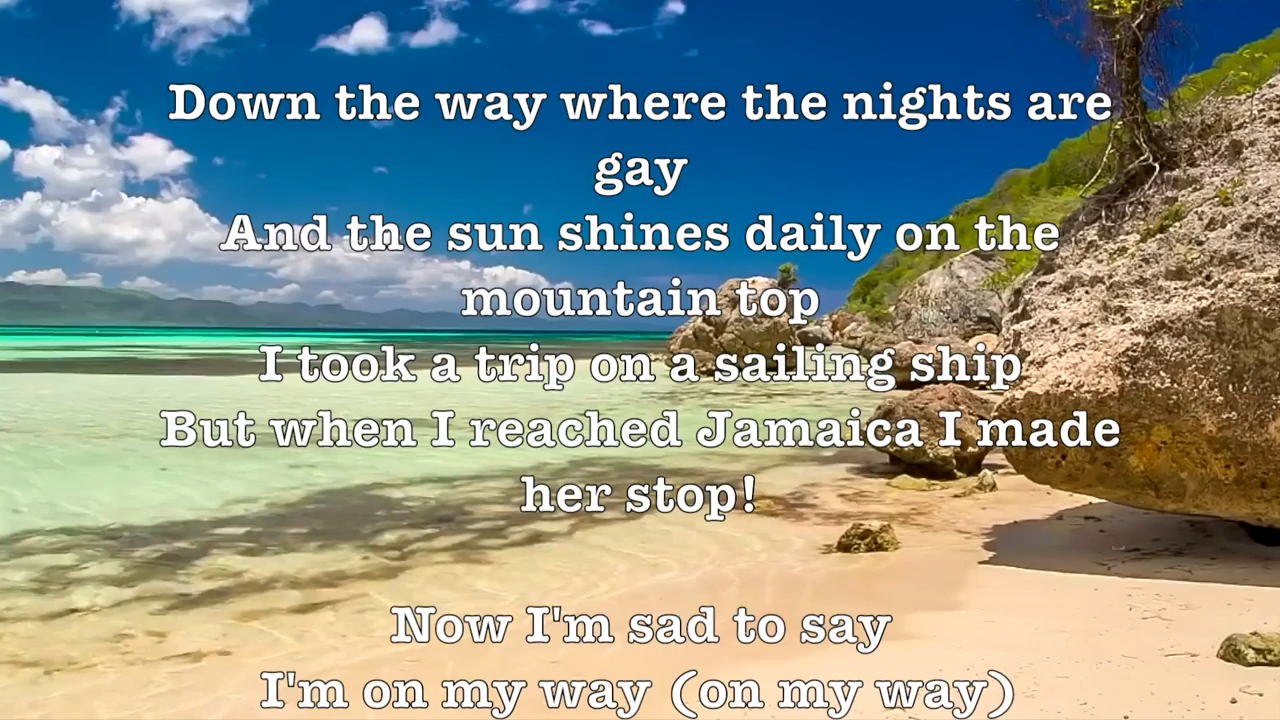 Down the way where the nights are
gay
And the sun shines daily on the
mountain top
I took a trip on a sailing ship
But when I reached Jamaica I made
her stop!
Now I'm sad to say
I'm on my way (on my way)